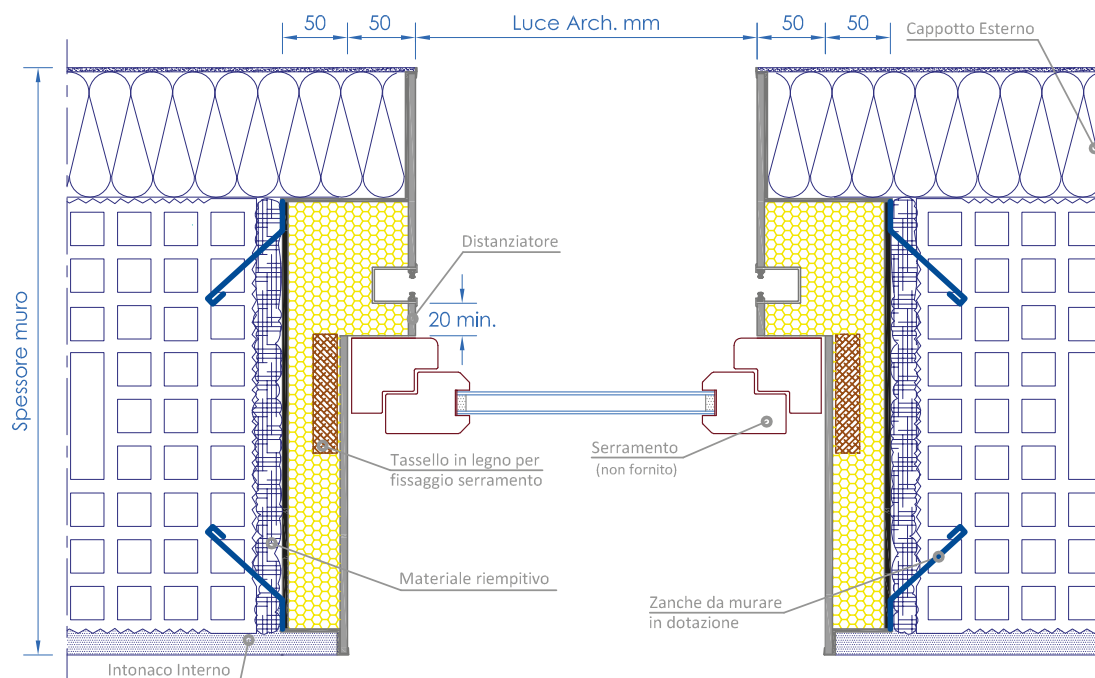 50
50
Luce Arch. mm
50
50
Cappotto Esterno
Distanziatore
20 min.
Spessore muro
Serramento
(non fornito)
Tassello in legno per
fissaggio serramento
Materiale riempitivo
Zanche da murare
in dotazione
Intonaco Interno